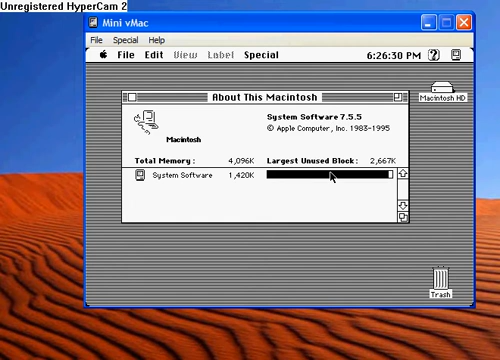 Unregistered HyperCam 2
Mini vMac
File Special Help
File Edit View Label Special 6:26:30 PM
About This Macintosh
Macintosh HD
System Software 7.5.5
© Apple Computer, Inc. 1983-1995
Macintosh
Total Memory: 4,096K Largest Unused Block: 2,667K
System Software 1,420K
Trash